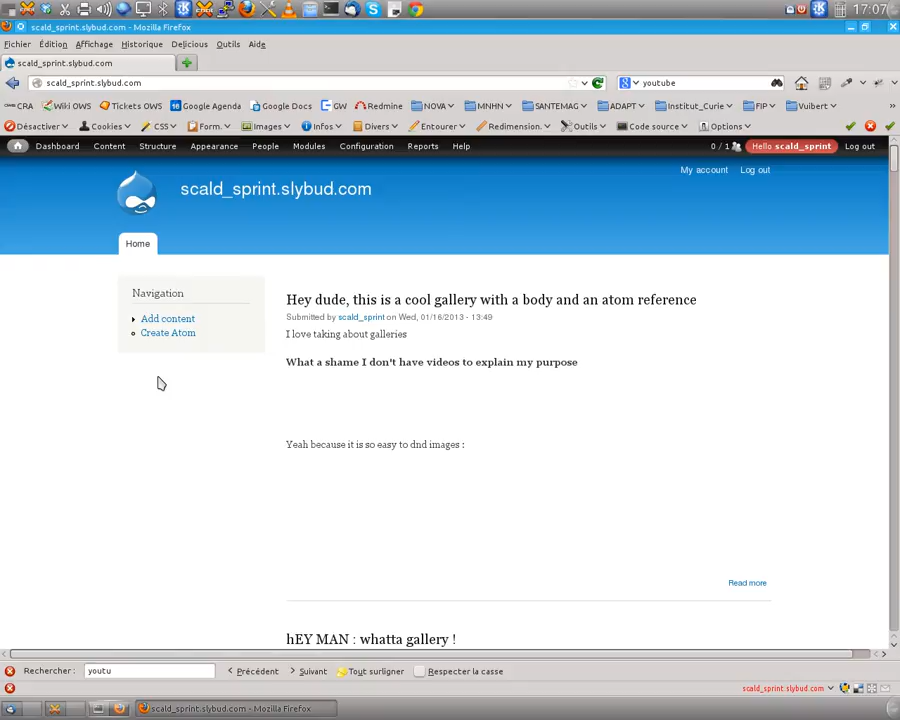 17:07
scald_sprint.slybud.com - Mozilla Firefox
Fichier Édition Affichage Historique Delicious Outils Aide
scald_sprint.slybud.com
scald_sprint.slybud.com youtube
CRA Wiki OWS Tickets OWS Google Agenda Google Docs GW Redmine NOVA MNHN SANTEMAG ADAPT Institut_Curie FIP Vuibert
Désactiver Cookies CSS Form. Images Infos Divers Entourer Redimension. Outils Code source Options
Dashboard Content Structure Appearance People Modules Configuration Reports Help 0 / 1 Hello scald_sprint Log out
My account Log out
scald_sprint.slybud.com
Home
Navigation
Add content
Create Atom
Hey dude, this is a cool gallery with a body and an atom reference
Submitted by scald_sprint on Wed, 01/16/2013 - 13:49
I love taking about galleries
What a shame I don't have videos to explain my purpose
Yeah because it is so easy to dnd images :
Read more
hEY MAN : whatta gallery !
Rechercher : youtu Précédent Suivant Tout surligner Respecter la casse
scald_sprint.slybud.com
scald_sprint.slybud.com - Mozilla Firefox